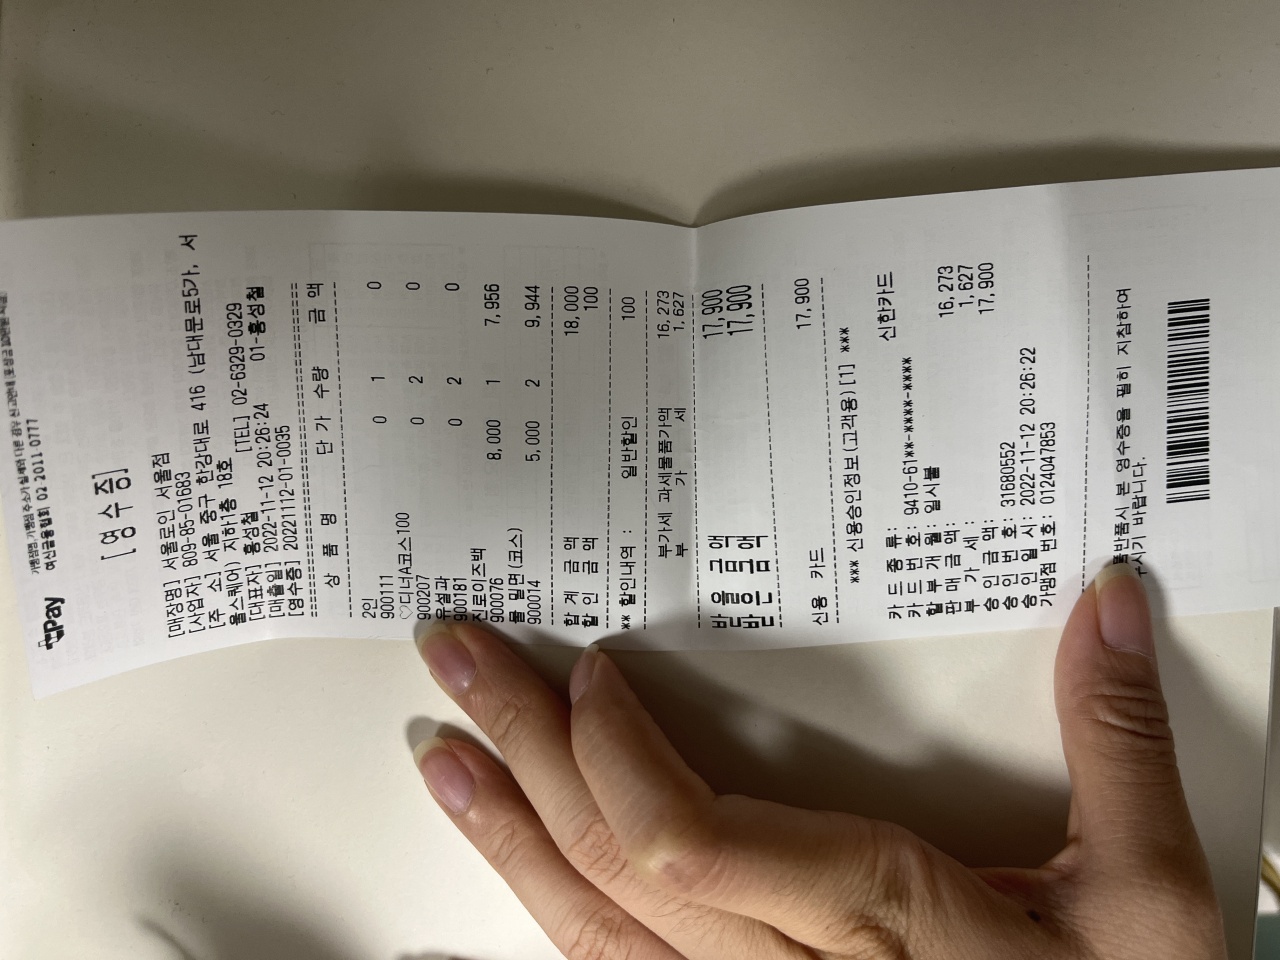 여신금융협회 02-2011-0777
Pay
[영수증]
[매장명] 서울로인 서울점
[사업자] 809-85-01683
[주 소] 서울 중구 한강대로 416 (남대문로5가, 서
울스퀘어) 지하1층 18호
[대표자] 홍성철 [TEL] 02-6329-0329
[매출일] 2022-11-12 20:26:24 01-홍성철
[영수증] 20221112-01-0035
상 품 명 단 가 수량 금 액
2인
900111 0 1 0
♡디너A코스100
900207 0 2 0
유설과
900181 0 2 0
진로이즈백
900076 8,000 1 7,956
물 밀면(코스)
900014 5,000 2 9,944
합 계 금 액 18,000
할 인 금 액 100
** 할인내역 : 일반할인 100
부가세 과세물품가액 16,273
부 가 세 1,627
받을금액 17,900
받은금액 17,900
신용 카드 17,900
*** 신용승인정보(고객용)[1] ***
카 드 종 류: 신한카드
카 드 번 호: 9410-61**-****-****
할 부 개 월: 일시불
판 매 금 액: 16,273
부 가 세: 1,627
승 인 금 액: 17,900
승 인 번 호: 31680552
승 인 일 시: 2022-11-12 20:26:22
가맹점 번호: 0124047853
본 영수증을 필히 지참하여
주시기 바랍니다.